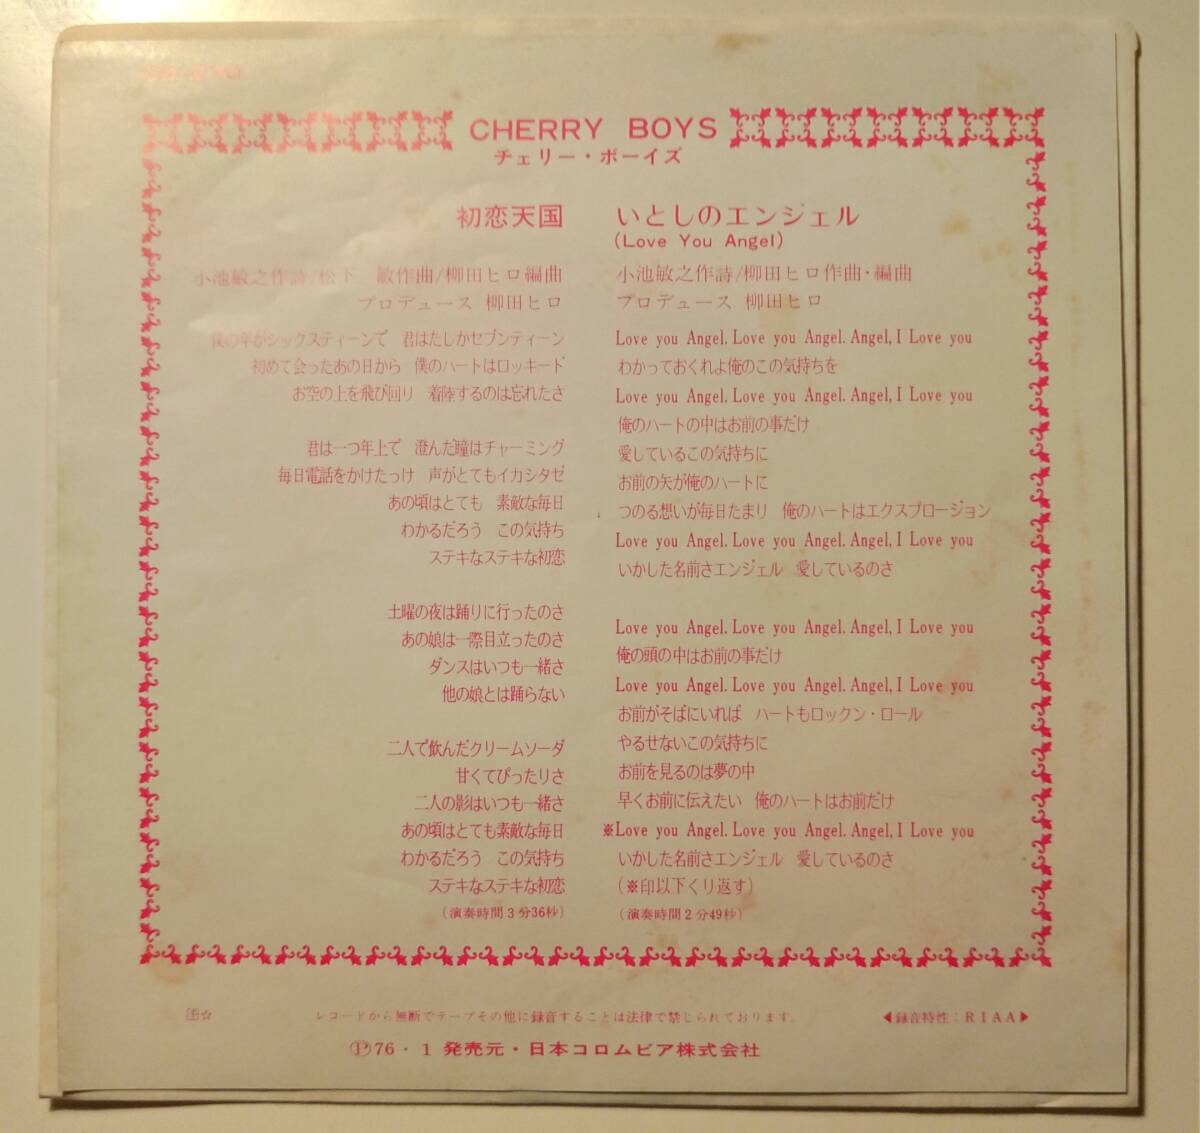 CHERRY BOYS
チェリー・ボーイズ
初恋天国
小池敏之作詩/松下 敏作曲/柳田ヒロ編曲
プロデュース 柳田ヒロ
僕の年がシックスティーンで 君はたしかセブンティーン
初めて会ったあの日から 僕のハートはロッキード
お空の上を飛び回り 着陸するのは忘れたさ
君は一つ年上で 澄んだ瞳はチャーミング
毎日電話をかけたっけ 声がとてもイカシタゼ
あの頃はとても 素敵な毎日
わかるだろう この気持ち
ステキなステキな初恋
土曜の夜は踊りに行ったのさ
あの娘は一際目立ったのさ
ダンスはいつも一緒さ
他の娘とは踊らない
二人で飲んだクリームソーダ
甘くてぴったりさ
二人の影はいつも一緒さ
あの頃はとても素敵な毎日
わかるだろう この気持ち
ステキなステキな初恋
(演奏時間3分36秒)
いとしのエンジェル
(Love You Angel)
小池敏之作詩/柳田ヒロ作曲・編曲
プロデュース 柳田ヒロ
Love you Angel. Love you Angel. Angel, I Love you
わかっておくれよ俺のこの気持ちを
Love you Angel. Love you Angel. Angel, I Love you
俺のハートの中はお前の事だけ
愛しているこの気持ちに
お前の矢が俺のハートに
つのる想いが毎日たまり 俺のハートはエクスプロージョン
Love you Angel. Love you Angel. Angel, I Love you
いかした名前さエンジェル 愛しているのさ
Love you Angel. Love you Angel. Angel, I Love you
俺の頭の中はお前の事だけ
Love you Angel. Love you Angel. Angel, I Love you
お前がそばにいれば ハートもロックン・ロール
やるせないこの気持ちに
お前を見るのは夢の中
早くお前に伝えたい 俺のハートはお前だけ
※Love you Angel. Love you Angel. Angel, I Love you
いかした名前さエンジェル 愛しているのさ
(※印以下くり返す)
(演奏時間2分49秒)
レコードから無断でテープその他に録音することは法律で禁じられております。
◀録音特性：RIAA▶
Ⓟ76・1 発売元・日本コロムビア株式会社